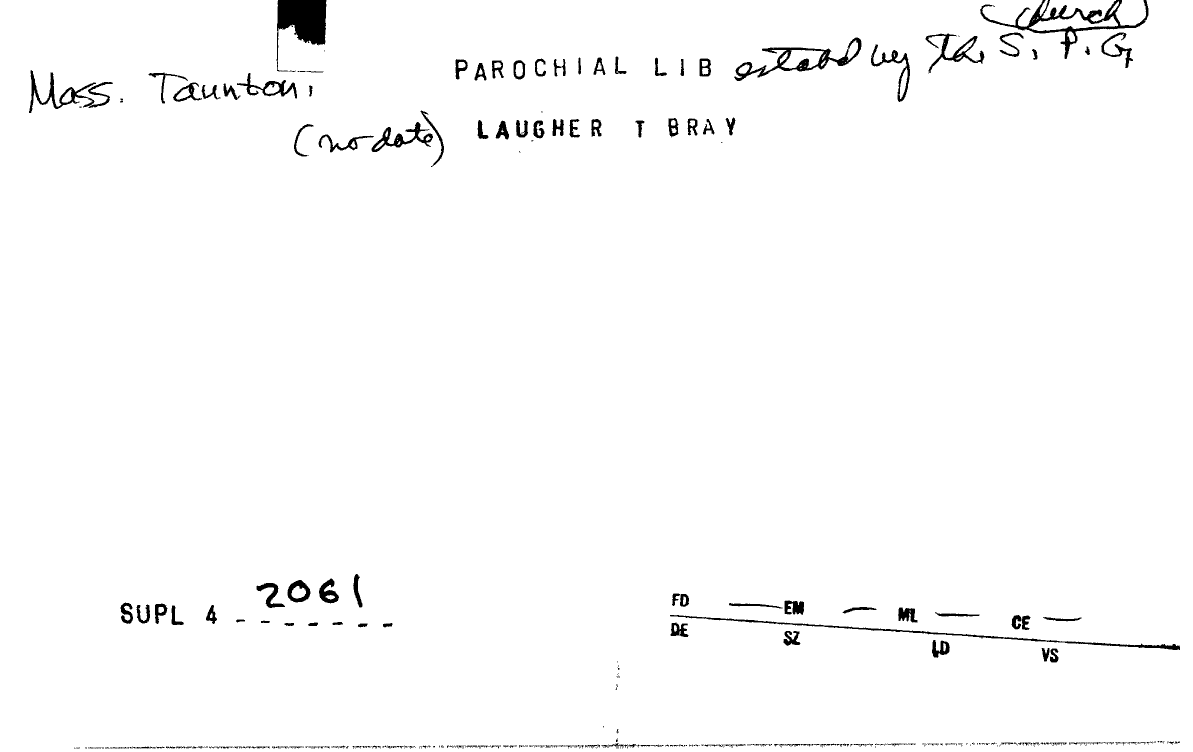 church
Mass. Taunton. PAROCHIAL LIB estabd by the S. P. G.
(no date) LAUGHER T BRAY
SUPL 4 2061
FD — EM — ML — CE —
DE SZ LD VS